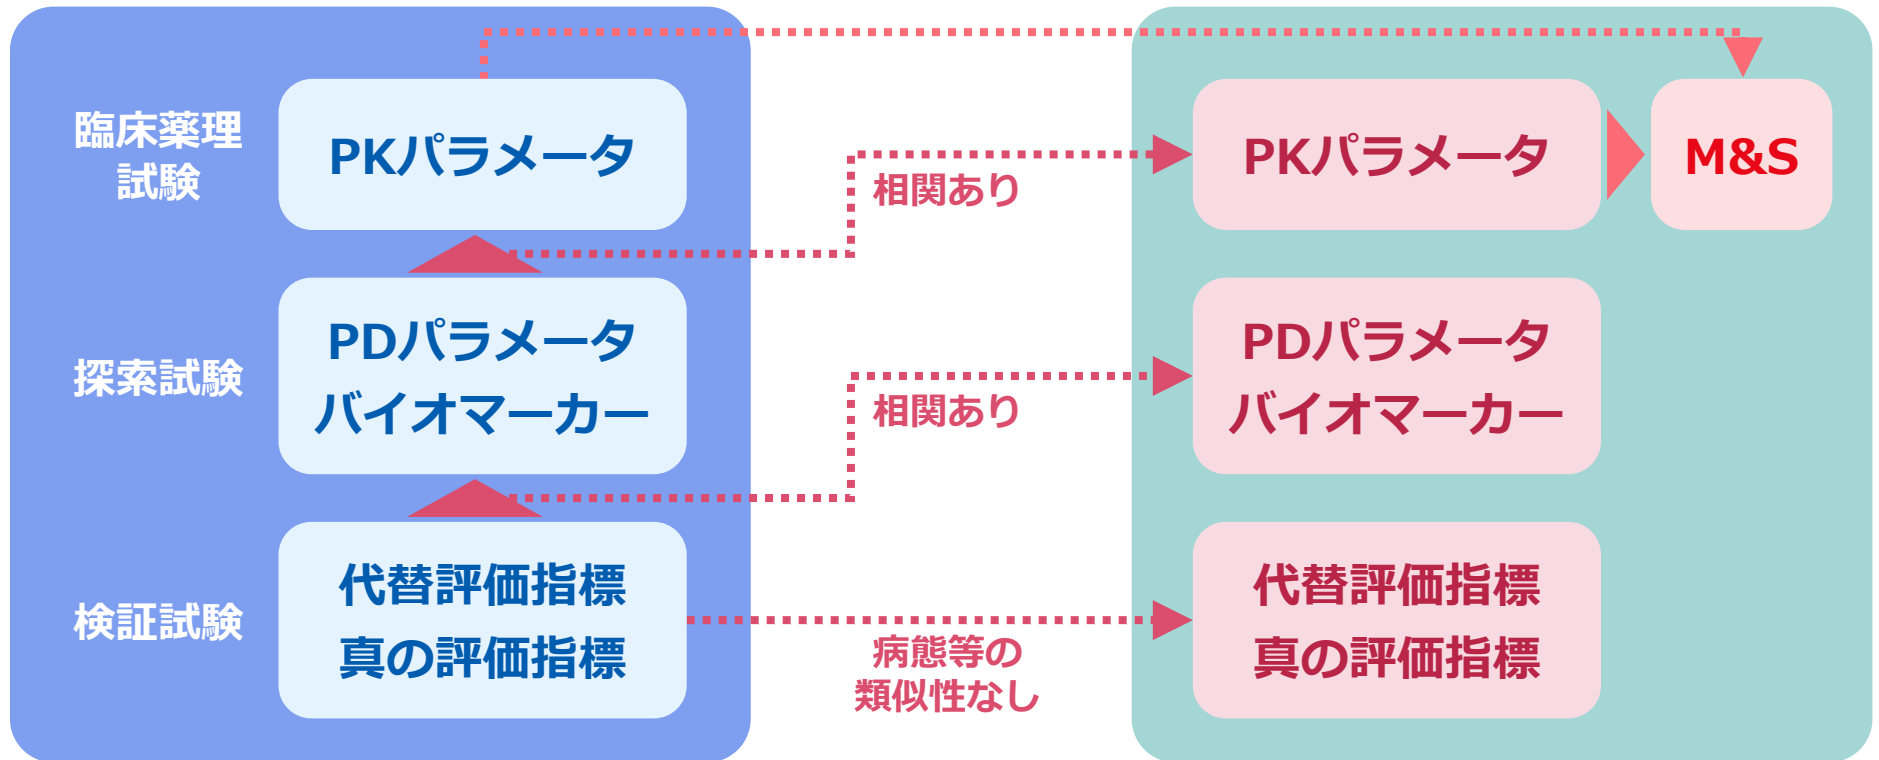 臨床薬理
試験
PKパラメータ
相関あり
PKパラメータ
M&S
探索試験
PDパラメータ
バイオマーカー
相関あり
PDパラメータ
バイオマーカー
検証試験
代替評価指標
真の評価指標
病態等の
類似性なし
代替評価指標
真の評価指標